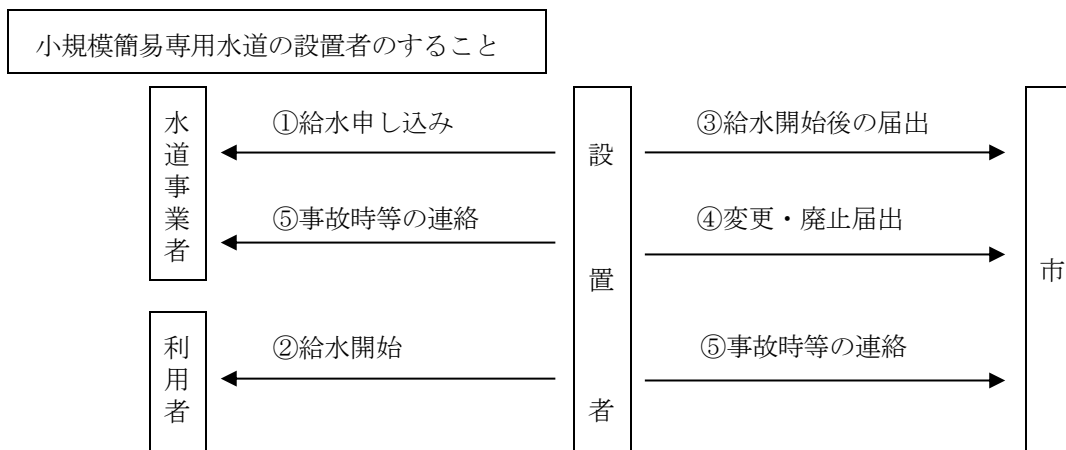 小規模簡易専用水道の設置者のすること
水道事業者
①給水申し込み
⑤事故時等の連絡
利用者
②給水開始
設置者
③給水開始後の届出
④変更・廃止届出
⑤事故時等の連絡
市